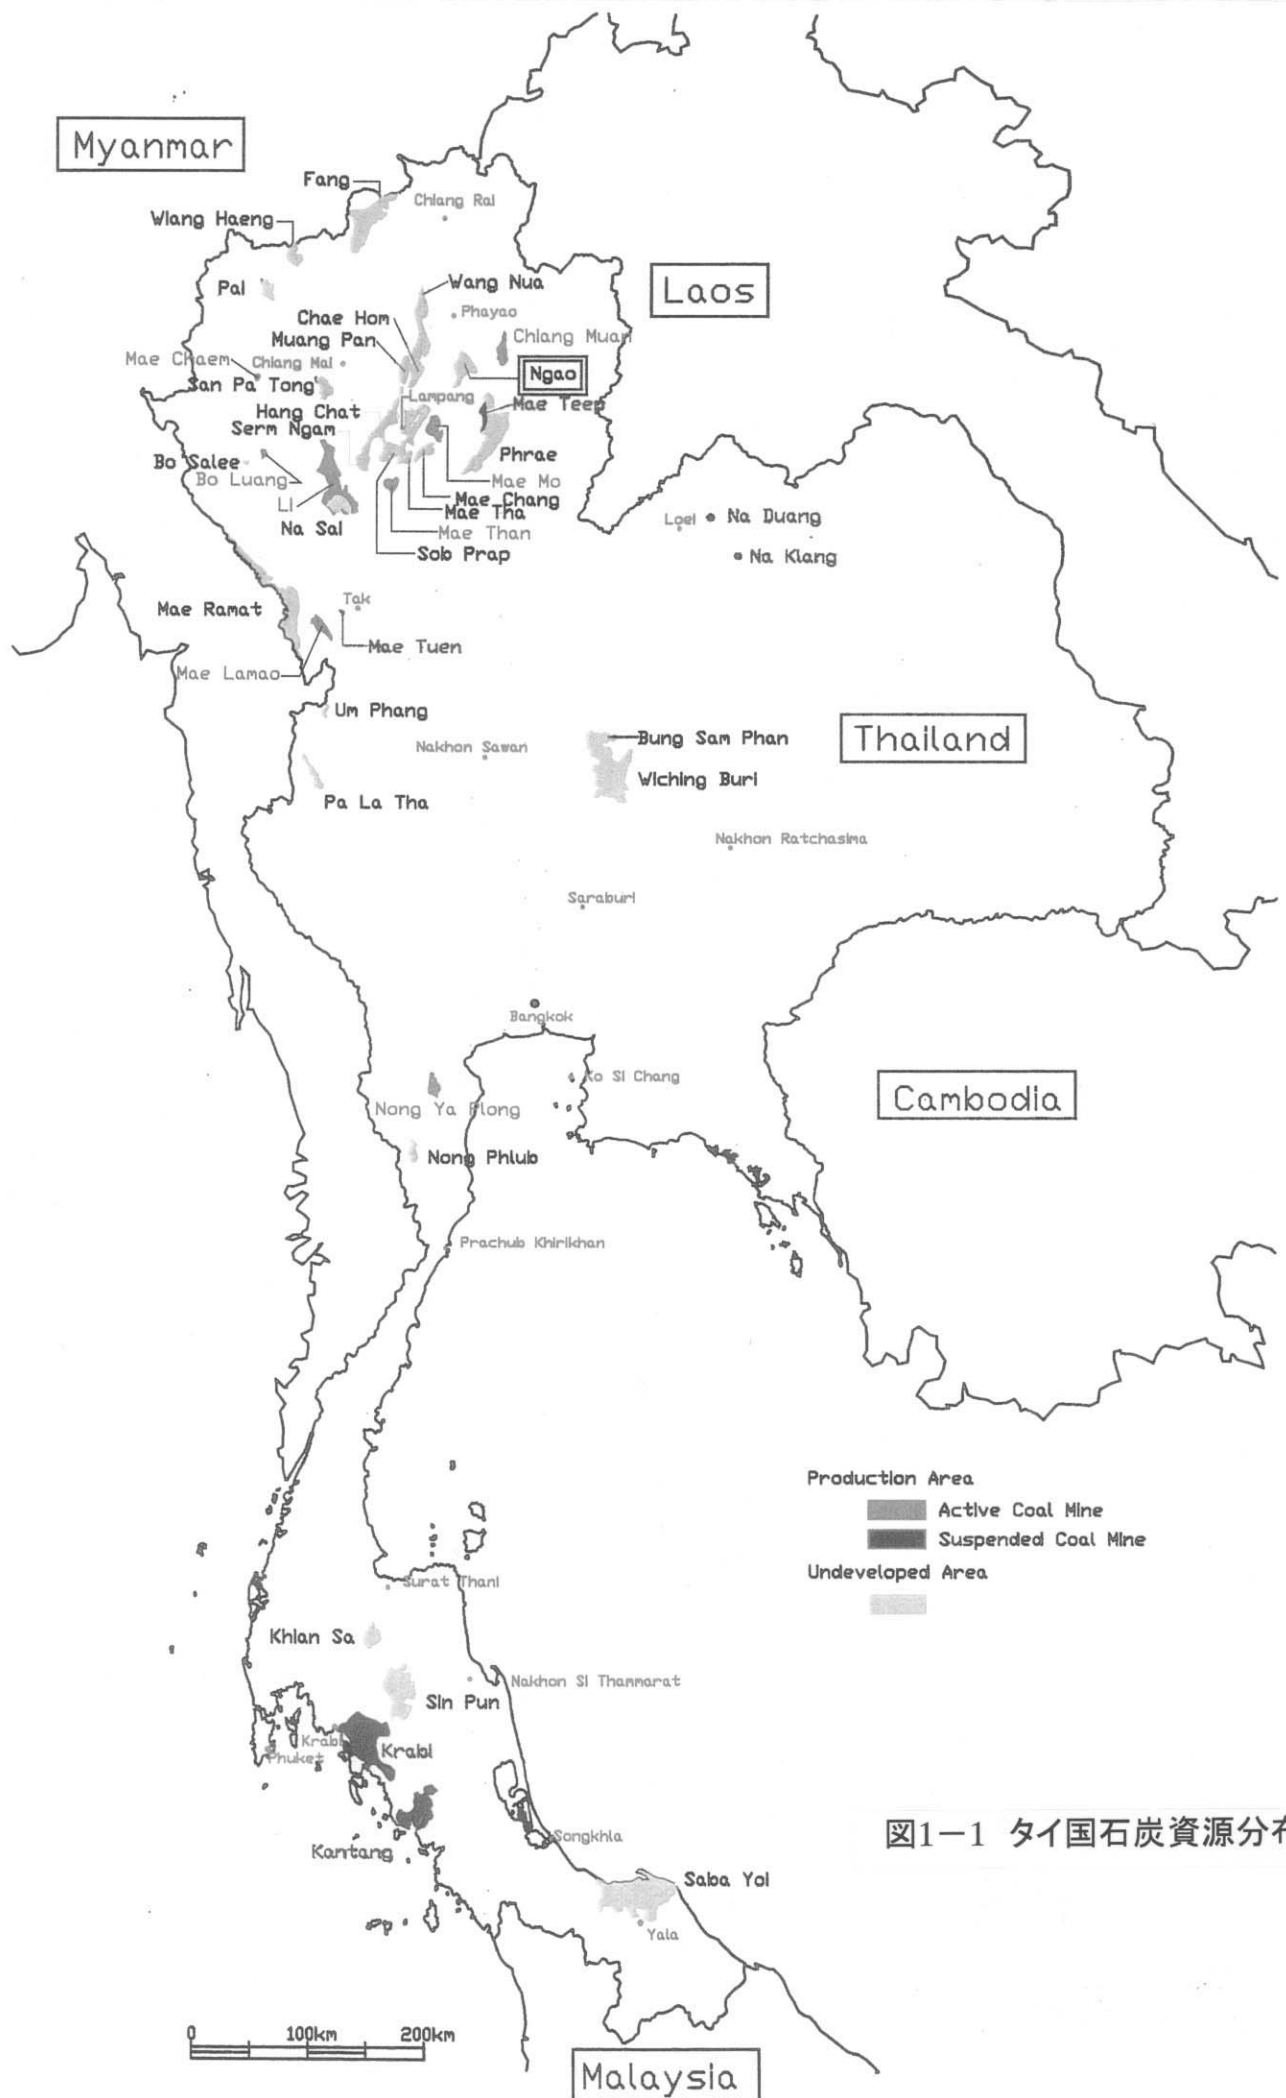 Myanmar
Fang
Chiang Rai
Wiang Haeng
Laos
Pai
Wang Nua
Phayao
Chae Hom
Muang Pan
Chiang Muan
Mae Chaem
Chiang Mai
Ngao
San Pa Tong
Lampang
Mae Teep
Hang Chat
Serm Ngam
Phrae
Bo Salee
Bo Luang
Mae Mo
Li
Mae Chang
Mae Tha
Na Sai
Mae Than
Sob Prap
Loei
Na Duang
Na Klang
Tak
Mae Ramat
Mae Tuen
Mae Lamao
Um Phang
Thailand
Nakhon Sawan
Bung Sam Phan
Wiching Buri
Pa La Tha
Nakhon Ratchasima
Saraburi
Bangkok
Ko Si Chang
Cambodia
Nong Ya Plong
Nong Phlub
Prachub Khirikhan
Production Area
Active Coal Mine
Suspended Coal Mine
Undeveloped Area
Surat Thani
Khian Sa
Nakhon Si Thammarat
Sin Pun
Krabi
Krabi
Phuket
Kantang
Songkhla
図1-1 タイ国石炭資源分布
Saba Yoi
Yala
0 100km 200km
Malaysia